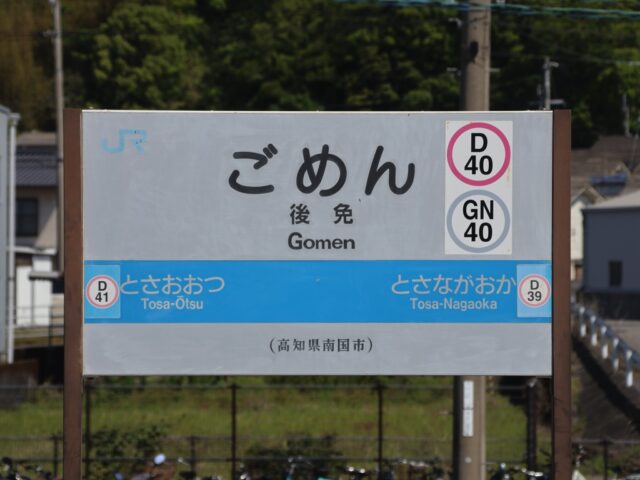 JR
ごめん
後免
Gomen
D
40
GN
40
D
41
とさおおつ
Tosa-Ōtsu
とさながおか
Tosa-Nagaoka
D
39
(高知県南国市)